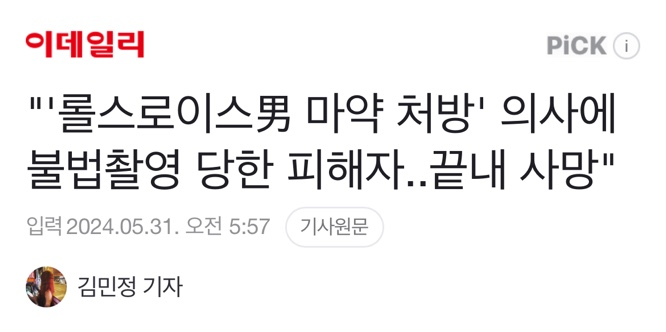 이데일리
PiCK i
"'롤스로이스男 마약 처방' 의사에
불법촬영 당한 피해자..끝내 사망"
입력 2024.05.31. 오전 5:57 기사원문
김민정 기자